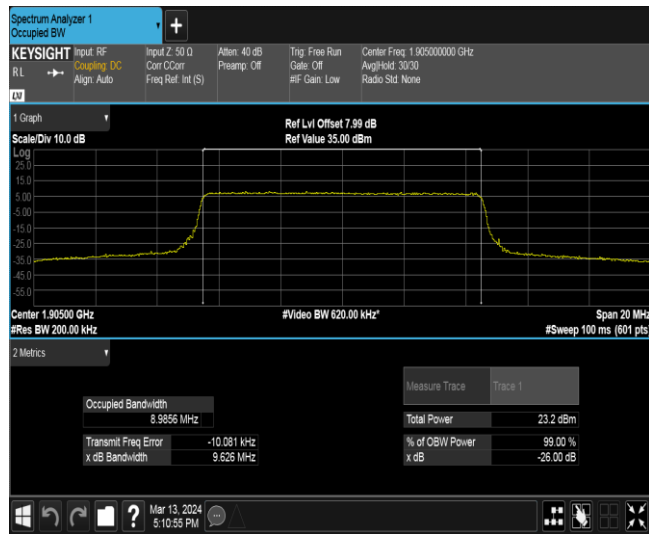 Spectrum Analyzer 1
Occupied BW
+
KEYSIGHT Input: RF Input Z: 50 Ω Atten: 40 dB Trig: Free Run Center Freq: 1.905000000 GHz
RL Coupling: DC Corr CCorr Preamp: Off Gate: Off Avg|Hold: 30/30
Align: Auto Freq Ref: Int (S) #IF Gain: Low Radio Std: None
LXI
1 Graph
Ref Lvl Offset 7.99 dB
Scale/Div 10.0 dB Ref Value 35.00 dBm
Log
25.0
15.0
5.00
-5.00
-15.0
-25.0
-35.0
-45.0
-55.0
Center 1.90500 GHz #Video BW 620.00 kHz* Span 20 MHz
#Res BW 200.00 kHz #Sweep 100 ms (601 pts)
2 Metrics
Measure Trace Trace 1
Occupied Bandwidth
8.9856 MHz Total Power 23.2 dBm
Transmit Freq Error -10.081 kHz % of OBW Power 99.00 %
x dB Bandwidth 9.626 MHz x dB -26.00 dB
? Mar 13, 2024
5:10:55 PM